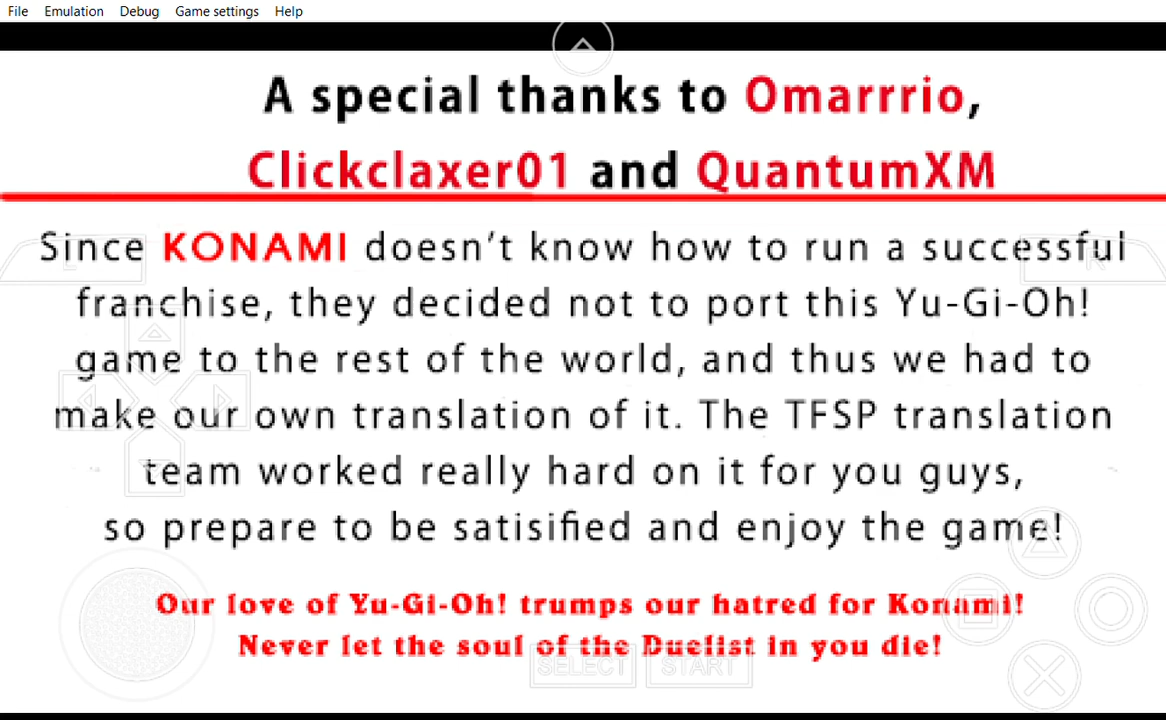 File Emulation Debug Game settings Help
A special thanks to Omarrrio,
Clickclaxer01 and QuantumXM
Since KONAMI doesn't know how to run a successful
franchise, they decided not to port this Yu-Gi-Oh!
game to the rest of the world, and thus we had to
make our own translation of it. The TFSP translation
team worked really hard on it for you guys,
so prepare to be satisified and enjoy the game!
Our love of Yu-Gi-Oh! trumps our hatred for Konami!
Never let the soul of the Duelist in you die!
SELECT START
L
R